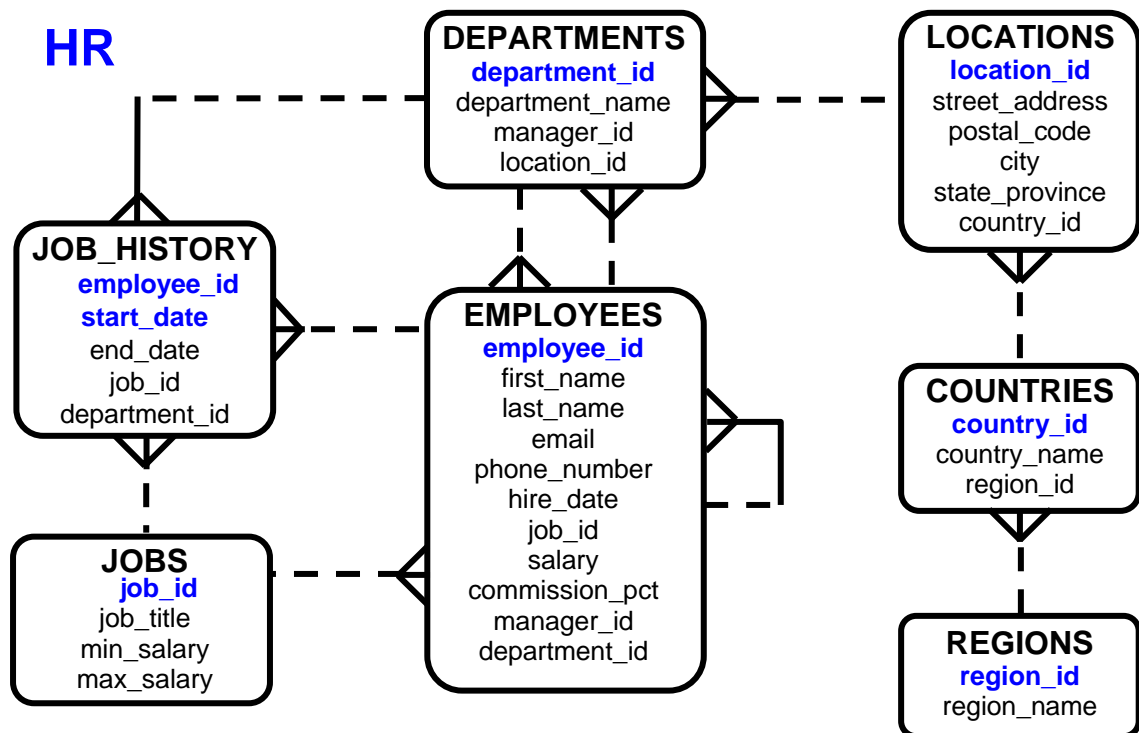 HR
DEPARTMENTS
department_id
department_name
manager_id
location_id
LOCATIONS
location_id
street_address
postal_code
city
state_province
country_id
JOB_HISTORY
employee_id
start_date
end_date
job_id
department_id
EMPLOYEES
employee_id
first_name
last_name
email
phone_number
hire_date
job_id
salary
commission_pct
manager_id
department_id
COUNTRIES
country_id
country_name
region_id
JOBS
job_id
job_title
min_salary
max_salary
REGIONS
region_id
region_name